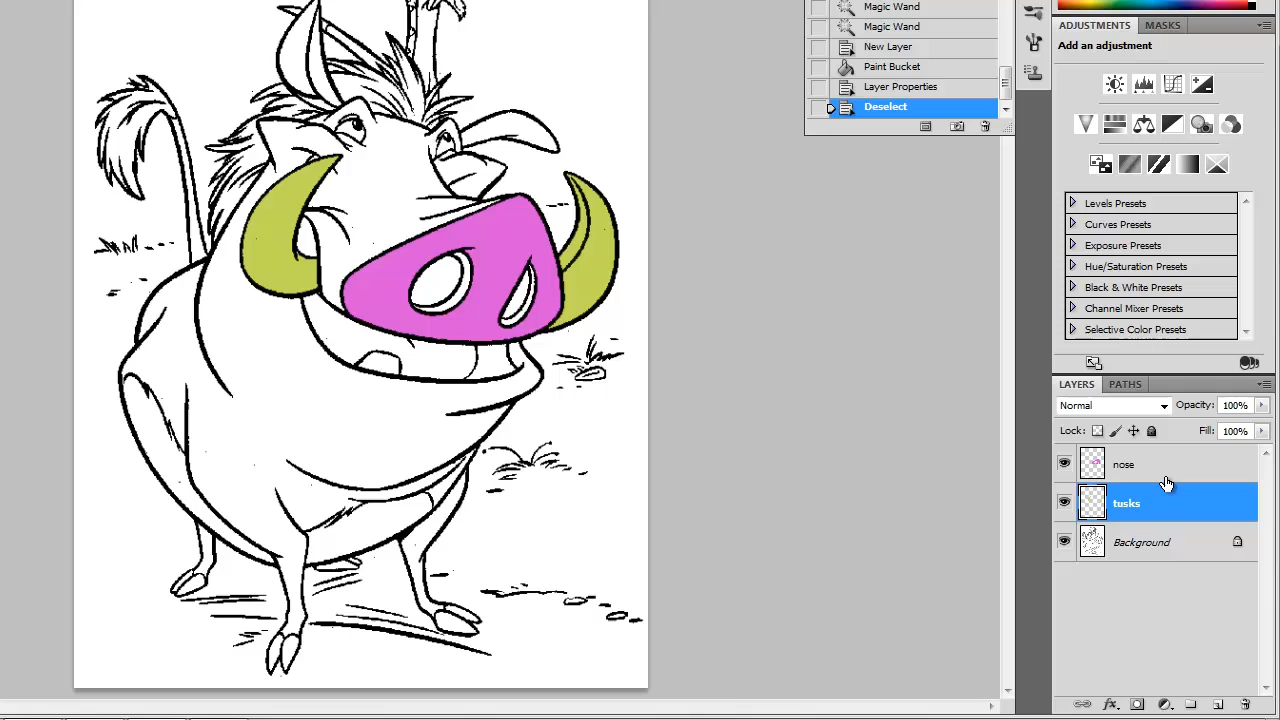 Magic Wand
Magic Wand
New Layer
Paint Bucket
Layer Properties
Deselect
ADJUSTMENTS MASKS
Add an adjustment
Levels Presets
Curves Presets
Exposure Presets
Hue/Saturation Presets
Black & White Presets
Channel Mixer Presets
Selective Color Presets
LAYERS PATHS
Normal Opacity: 100%
Lock: Fill: 100%
nose
tusks
Background
fx.